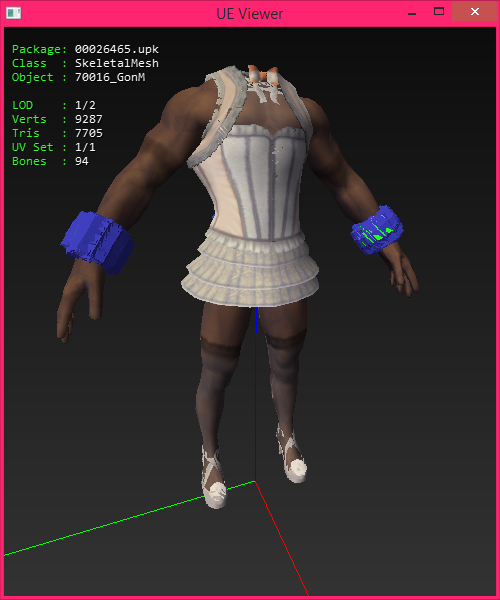 UE Viewer
Package: 00026465.upk
Class : SkeletalMesh
Object : 70016_GonM
LOD : 1/2
Verts : 9287
Tris : 7705
UV Set : 1/1
Bones : 94